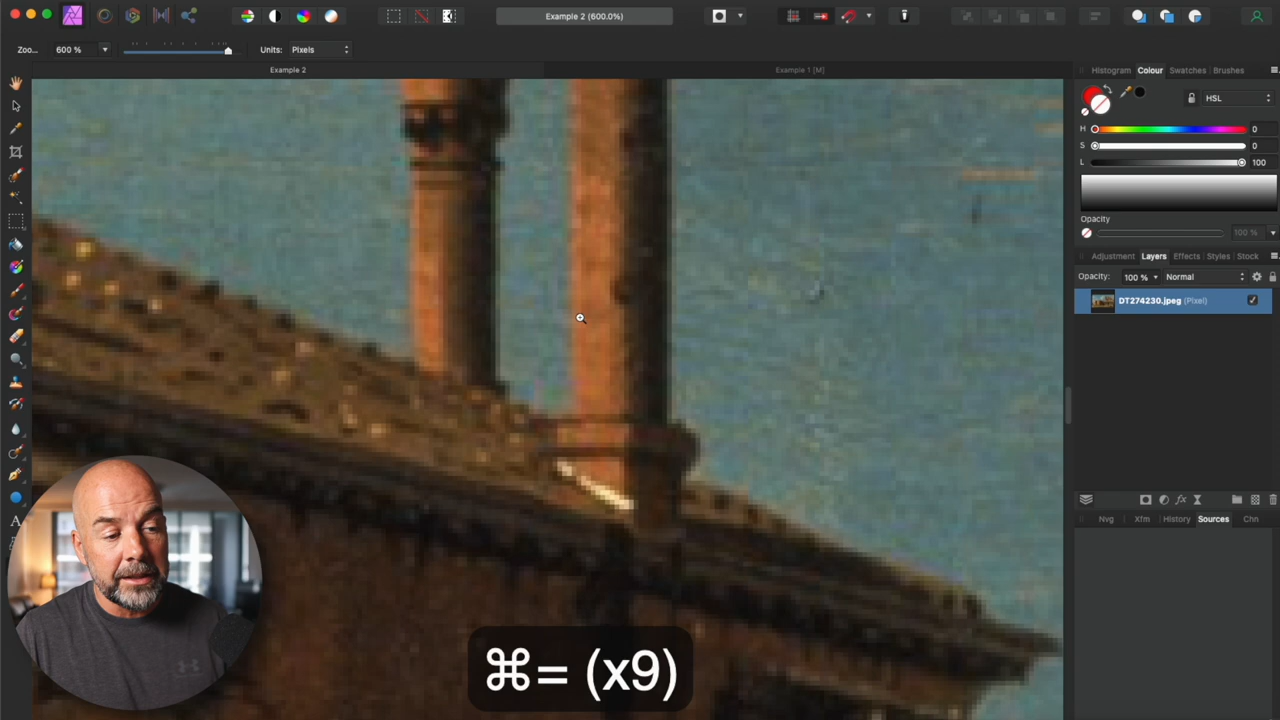 Example 2 (600.0%)
Zoo... 600 % Units: Pixels
Example 2 Example 1 [M]
Histogram Colour Swatches Brushes
HSL
H 0
S 0
L 100
Opacity
100 %
Adjustment Layers Effects Styles Stock
Opacity: 100 % Normal
DT274230.jpeg (Pixel)
fx
Nvg Xfm History Sources Chn
A
⌘= (x9)